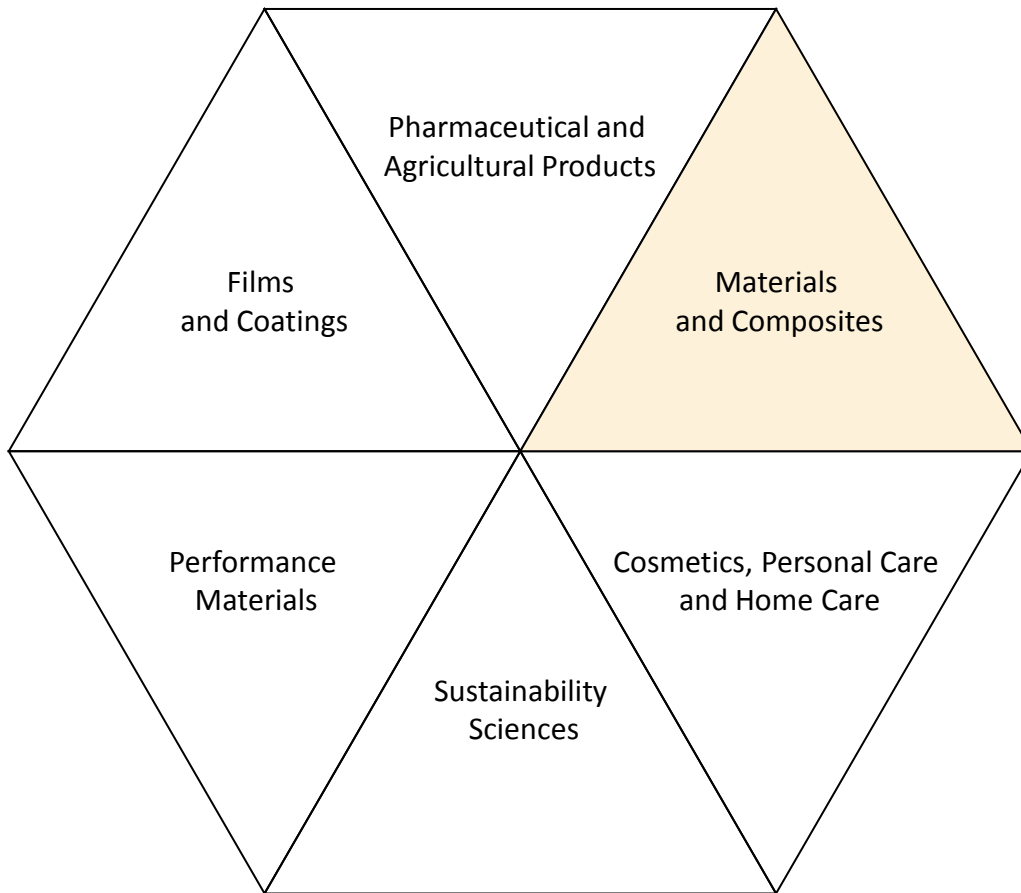 Pharmaceutical and
Agricultural Products
Films
and Coatings
Materials
and Composites
Performance
Materials
Cosmetics, Personal Care
and Home Care
Sustainability
Sciences